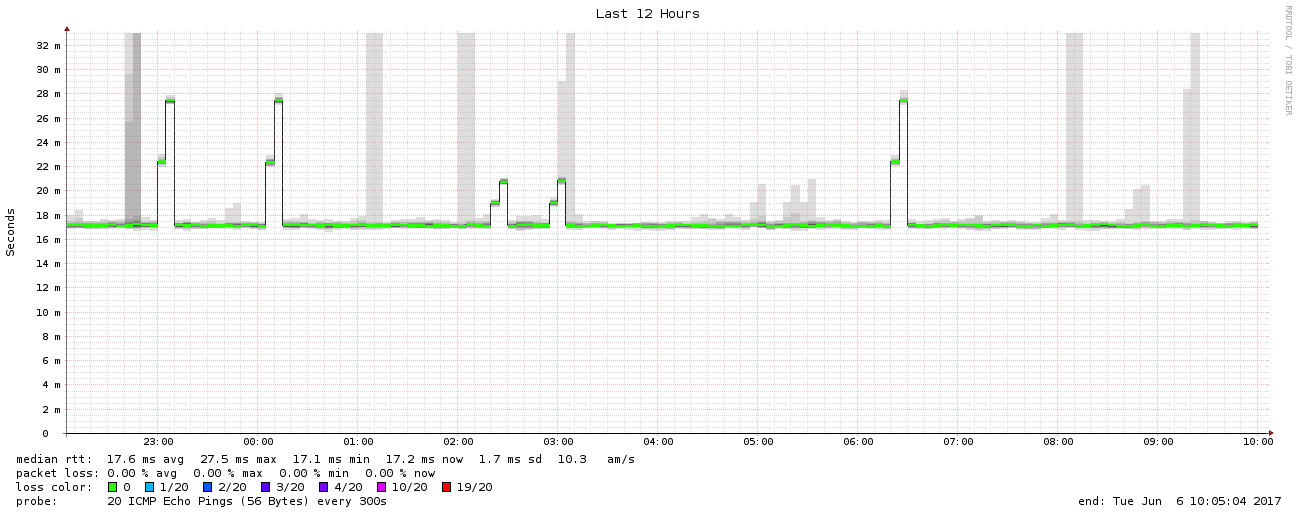 Last 12 Hours
RRDTOOL / TOBI OETIKER
Seconds
32 m
30 m
28 m
26 m
24 m
22 m
20 m
18 m
16 m
14 m
12 m
10 m
8 m
6 m
4 m
2 m
0
23:00 00:00 01:00 02:00 03:00 04:00 05:00 06:00 07:00 08:00 09:00 10:00
median rtt: 17.6 ms avg 27.5 ms max 17.1 ms min 17.2 ms now 1.7 ms sd 10.3 am/s
packet loss: 0.00 % avg 0.00 % max 0.00 % min 0.00 % now
loss color: 0 1/20 2/20 3/20 4/20 10/20 19/20
probe: 20 ICMP Echo Pings (56 Bytes) every 300s end: Tue Jun 6 10:05:04 2017